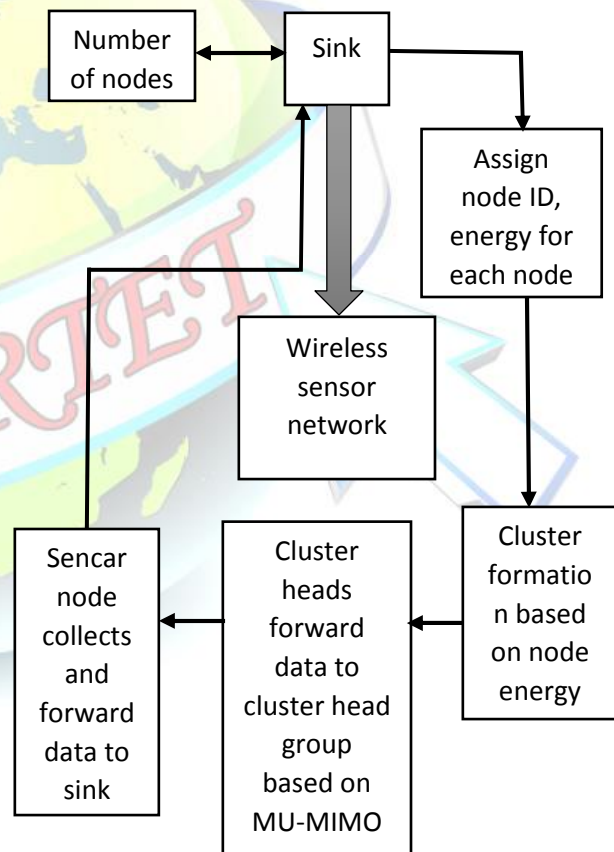 Number
of nodes
Sink
Assign
node ID,
energy for
each node
Wireless
sensor
network
Cluster
formatio
n based
on node
energy
Cluster
heads
forward
data to
cluster head
group
based on
MU-MIMO
Sencar
node
collects
and
forward
data to
sink
RTET